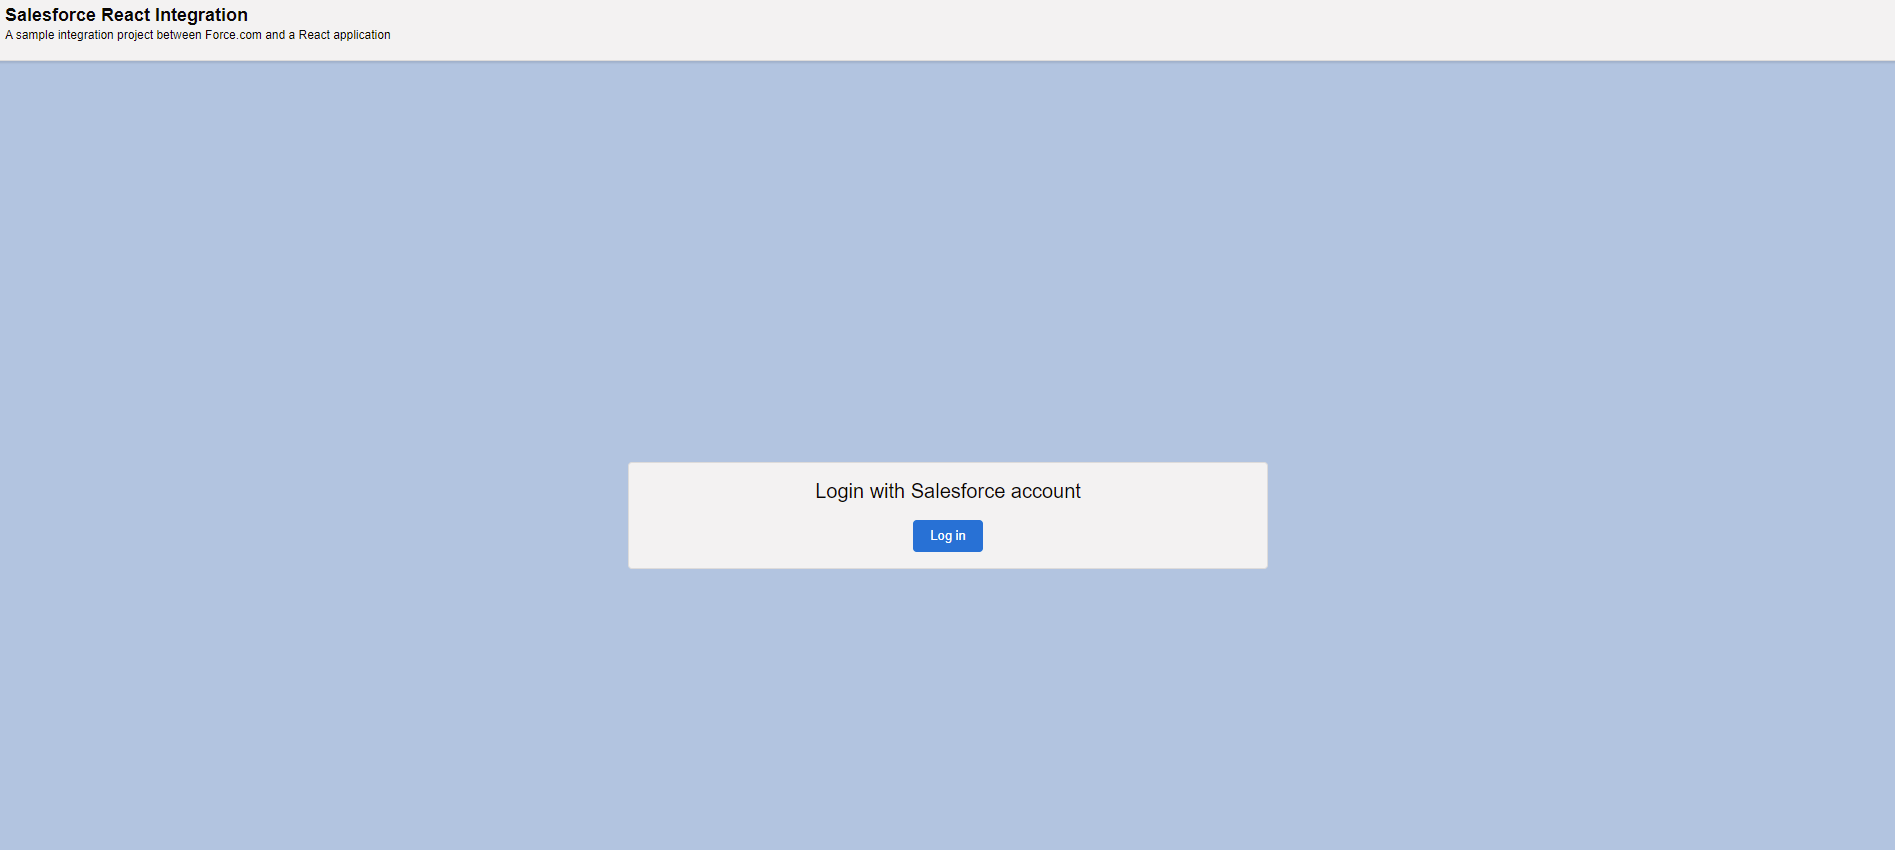 Salesforce React Integration
A sample integration project between Force.com and a React application
Login with Salesforce account
Log in